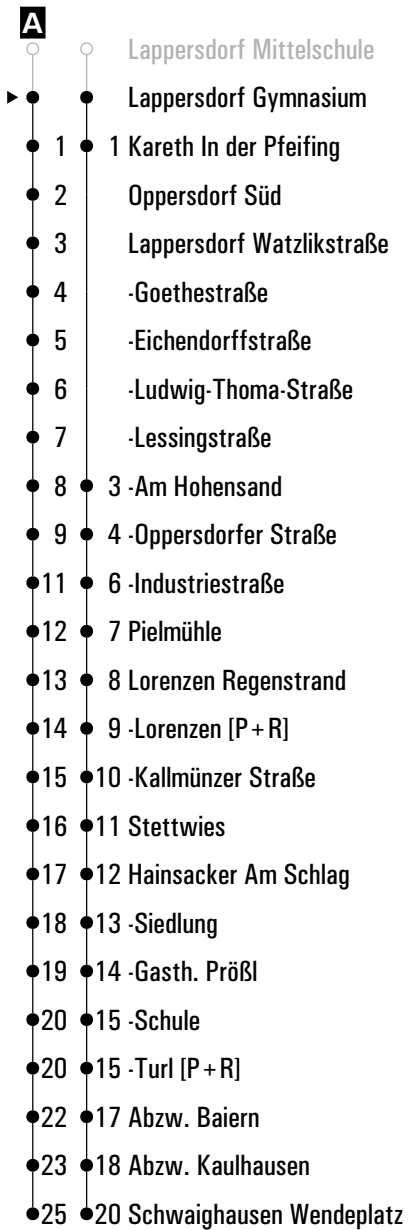 A
Lappersdorf Mittelschule
Lappersdorf Gymnasium
1 1 Kareth In der Pfeifing
2 Oppersdorf Süd
3 Lappersdorf Watzlikstraße
4 -Goethestraße
5 -Eichendorffstraße
6 -Ludwig-Thoma-Straße
7 -Lessingstraße
8 3 -Am Hohensand
9 4 -Oppersdorfer Straße
11 6 -Industriestraße
12 7 Pielmühle
13 8 Lorenzen Regenstrand
14 9 -Lorenzen [P+R]
15 10 -Kallmünzer Straße
16 11 Stettwies
17 12 Hainsacker Am Schlag
18 13 -Siedlung
19 14 -Gasth. Prößl
20 15 -Schule
20 15 -Turl [P+R]
22 17 Abzw. Baiern
23 18 Abzw. Kaulhausen
25 20 Schwaighausen Wendeplatz